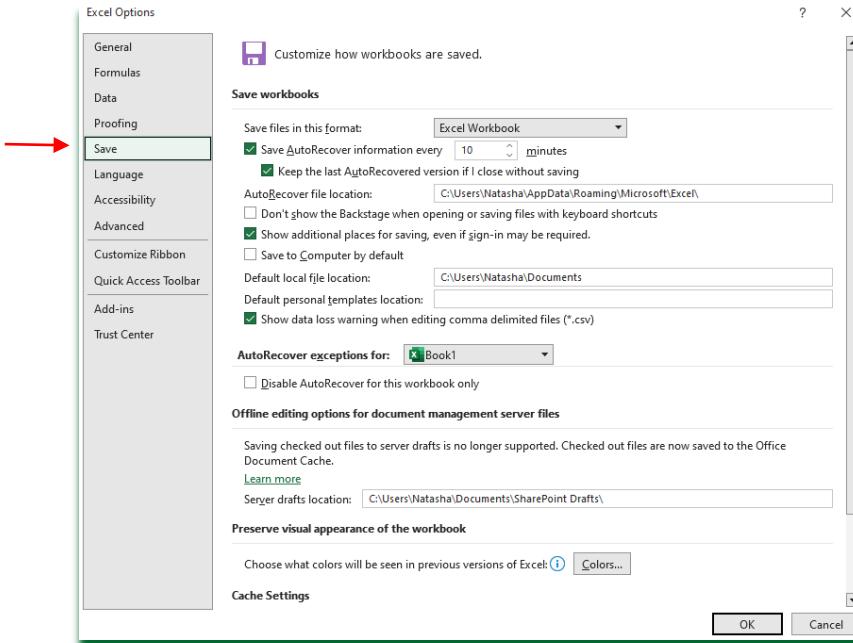 Excel Options
?
General
Formulas
Data
Proofing
Save
Language
Accessibility
Advanced
Customize Ribbon
Quick Access Toolbar
Add-ins
Trust Center
Customize how workbooks are saved.
Save workbooks
Save files in this format: Excel Workbook
Save AutoRecover information every 10 minutes
Keep the last AutoRecovered version if I close without saving
AutoRecover file location: C:\Users\Natasha\AppData\Roaming\Microsoft\Excel\
Don't show the Backstage when opening or saving files with keyboard shortcuts
Show additional places for saving, even if sign-in may be required.
Save to Computer by default
Default local file location: C:\Users\Natasha\Documents
Default personal templates location:
Show data loss warning when editing comma delimited files (*.csv)
AutoRecover exceptions for: Book1
Disable AutoRecover for this workbook only
Offline editing options for document management server files
Saving checked out files to server drafts is no longer supported. Checked out files are now saved to the Office
Document Cache.
Learn more
Server drafts location: C:\Users\Natasha\Documents\SharePoint Drafts\
Preserve visual appearance of the workbook
Choose what colors will be seen in previous versions of Excel: Colors...
Cache Settings
OK Cancel